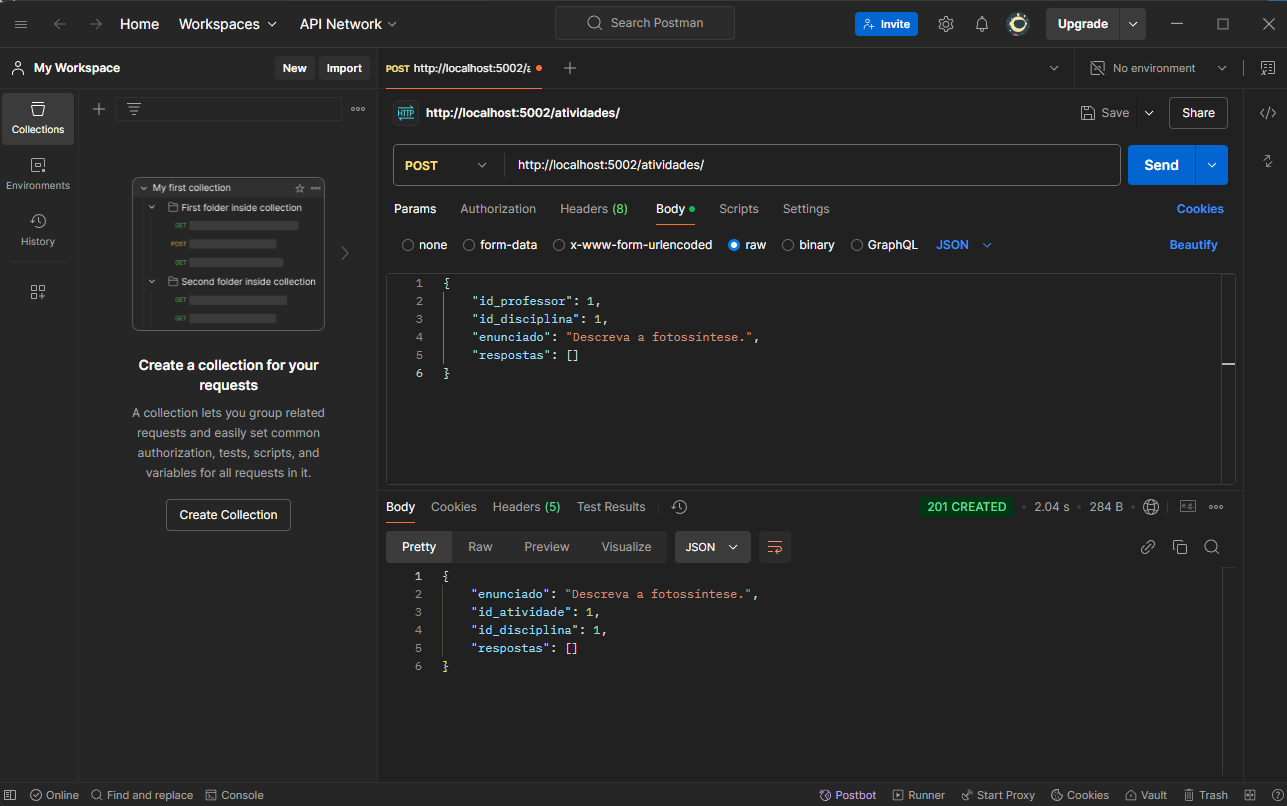 Home Workspaces API Network Search Postman Invite Upgrade
My Workspace New Import POST http://localhost:5002/a No environment
Collections
Environments
History
My first collection
First folder inside collection
GET
POST
GET
Second folder inside collection
GET
GET
Create a collection for your
requests
A collection lets you group related
requests and easily set common
authorization, tests, scripts, and
variables for all requests in it.
Create Collection
HTTP http://localhost:5002/atividades/ Save Share
POST http://localhost:5002/atividades/ Send
Params Authorization Headers (8) Body Scripts Settings Cookies
none form-data x-www-form-urlencoded raw binary GraphQL JSON Beautify
1 {
2 "id_professor": 1,
3 "id_disciplina": 1,
4 "enunciado": "Descreva a fotossíntese.",
5 "respostas": []
6 }
Body Cookies Headers (5) Test Results 201 CREATED 2.04 s 284 B e.g.
Pretty Raw Preview Visualize JSON
1 {
2 "enunciado": "Descreva a fotossíntese.",
3 "id_atividade": 1,
4 "id_disciplina": 1,
5 "respostas": []
6 }
Online Find and replace Console Postbot Runner Start Proxy Cookies Vault Trash